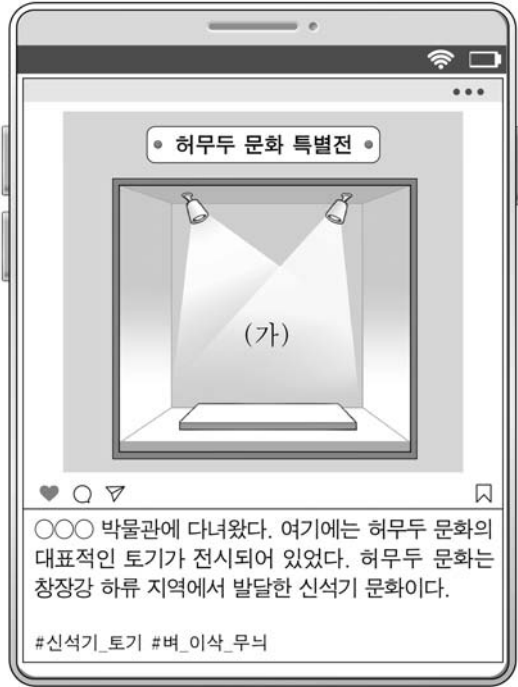 허무두 문화 특별전
(가)
○○○ 박물관에 다녀왔다. 여기에는 허무두 문화의
대표적인 토기가 전시되어 있었다. 허무두 문화는
창장강 하류 지역에서 발달한 신석기 문화이다.
#신석기_토기 #벼_이삭_무늬